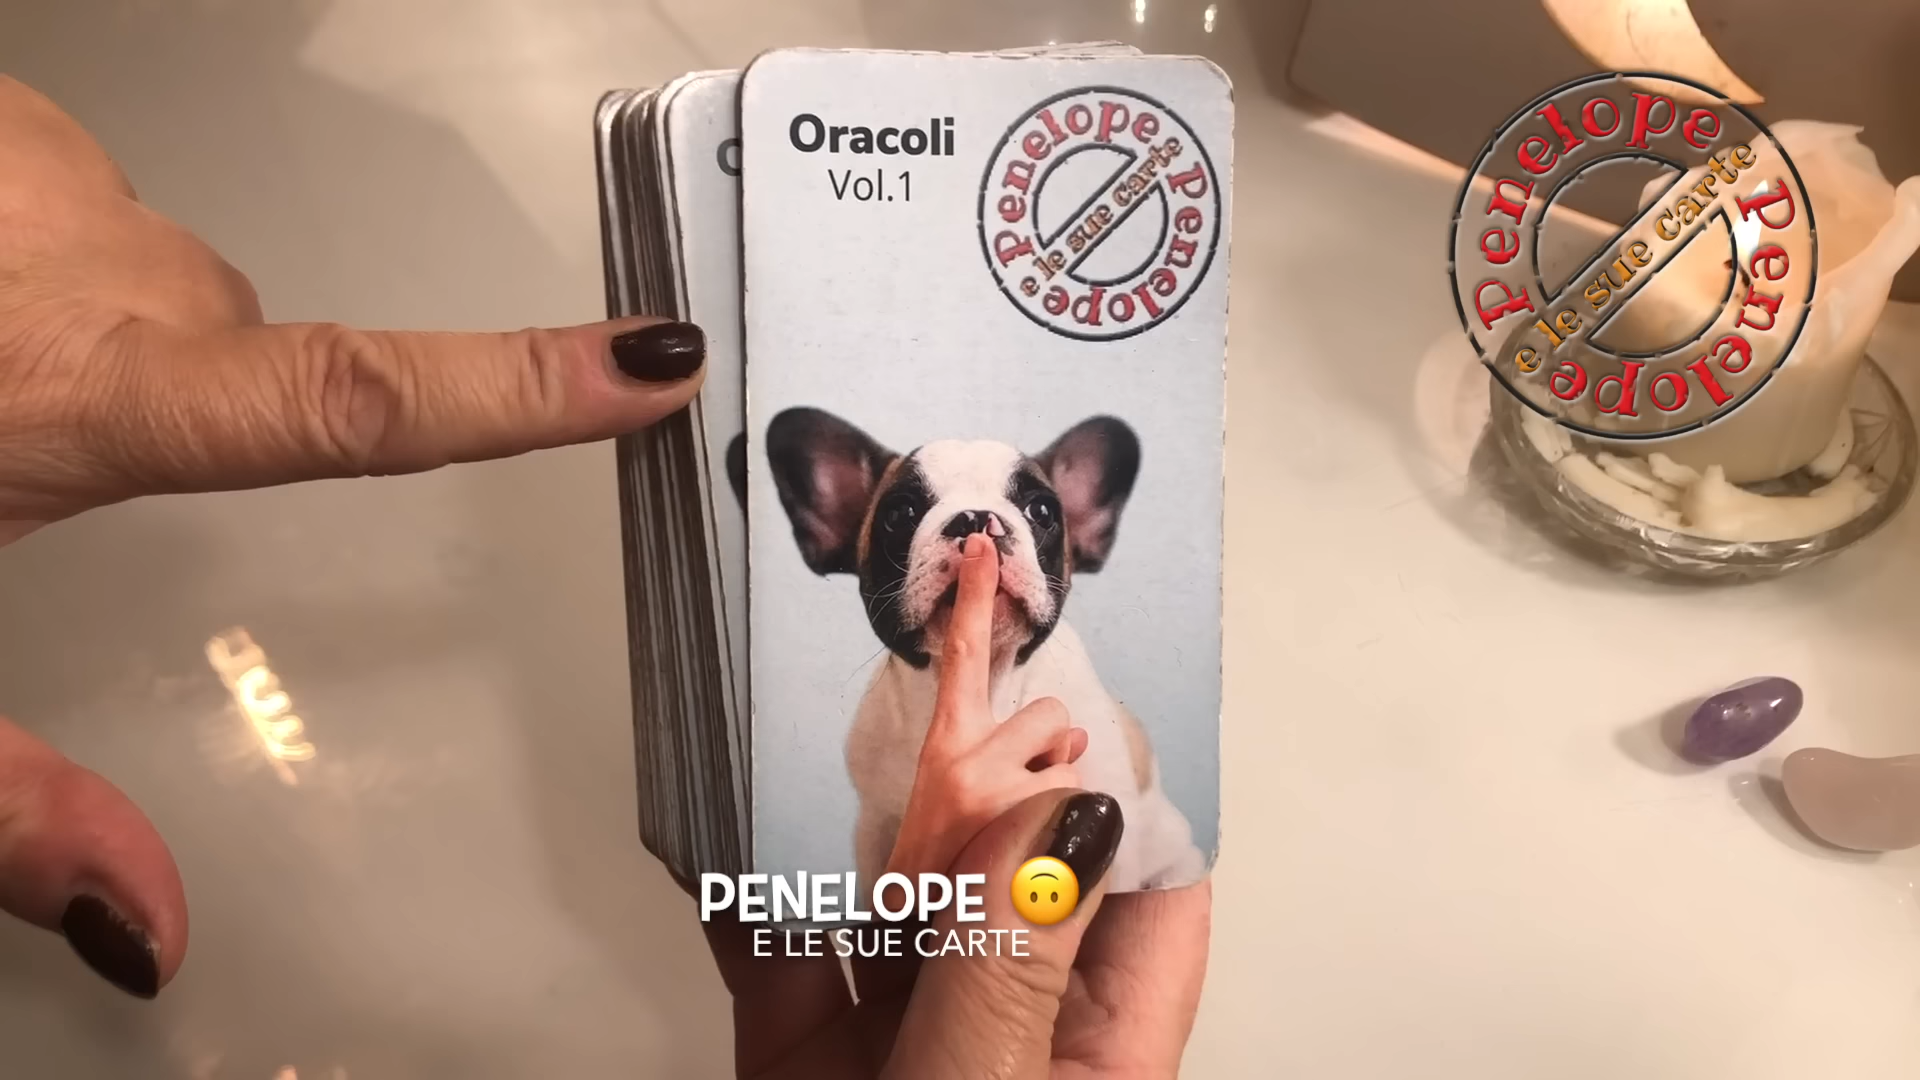 Oracoli
Vol.1
Penelope
e le sue carte
Penelope
Penelope
e le sue carte
Penelope
PENELOPE 🙃
E LE SUE CARTE